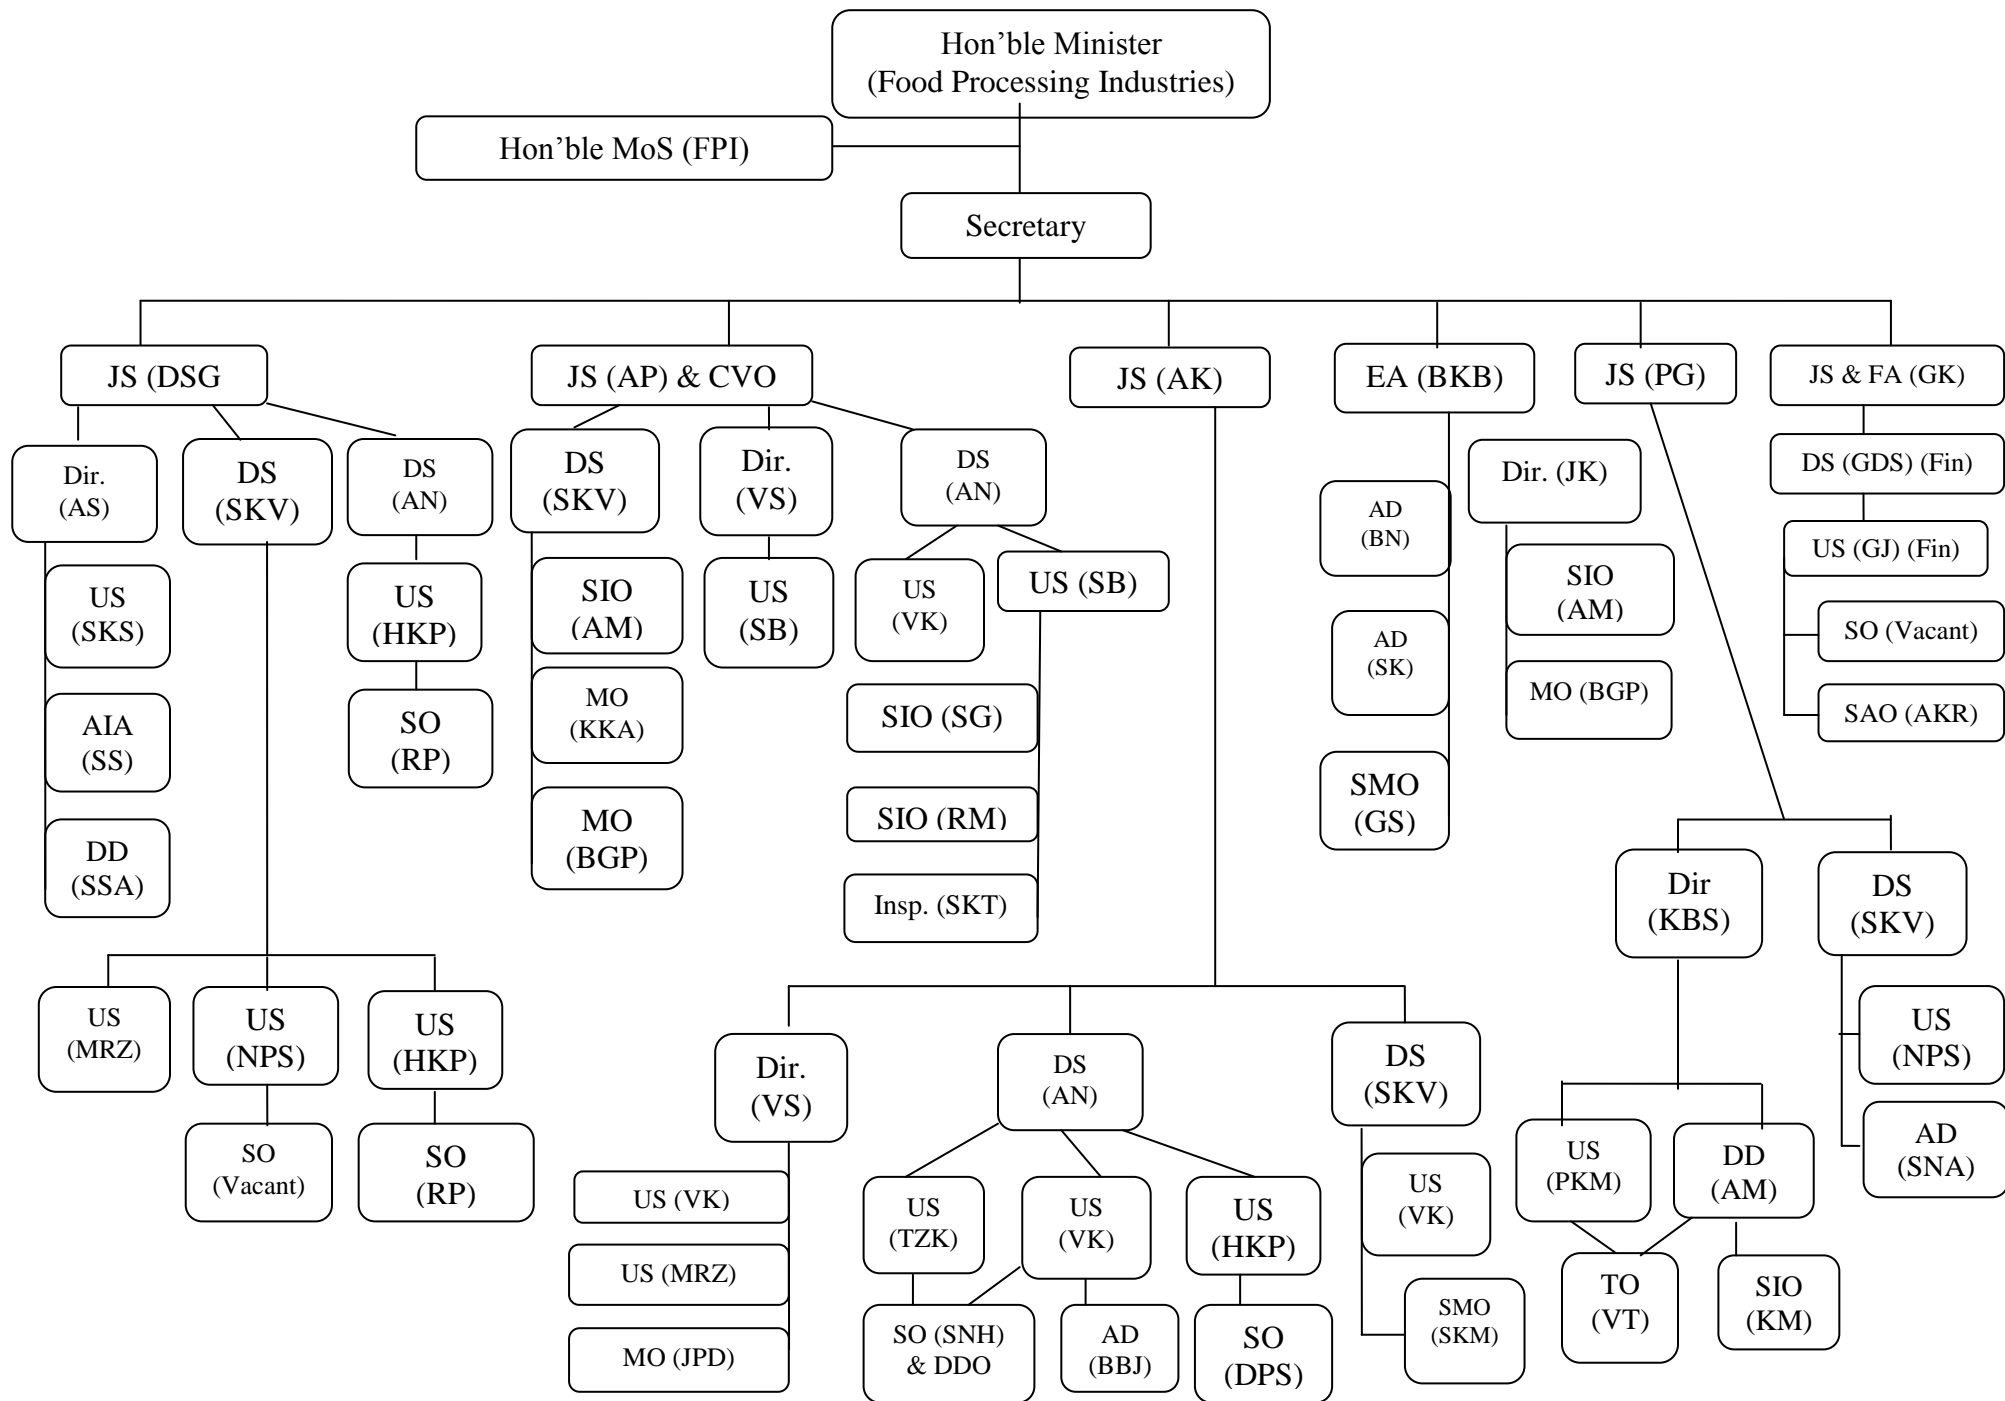 Hon’ble Minister
(Food Processing Industries)
Hon’ble MoS (FPI)
Secretary
JS (DSG
JS (AP) & CVO
JS (AK)
EA (BKB)
JS (PG)
JS & FA (GK)
Dir.
(AS)
DS
(SKV)
DS
(AN)
US
(SKS)
AIA
(SS)
DD
(SSA)
US
(HKP)
SO
(RP)
US
(MRZ)
US
(NPS)
US
(HKP)
SO
(Vacant)
SO
(RP)
DS
(SKV)
Dir.
(VS)
DS
(AN)
SIO
(AM)
MO
(KKA)
MO
(BGP)
US
(SB)
US
(VK)
US (SB)
SIO (SG)
SIO (RM)
Insp. (SKT)
Dir.
(VS)
DS
(AN)
DS
(SKV)
US (VK)
US (MRZ)
MO (JPD)
US
(TZK)
US
(VK)
US
(HKP)
SO (SNH)
& DDO
AD
(BBJ)
SO
(DPS)
US
(VK)
SMO
(SKM)
AD
(BN)
AD
(SK)
SMO
(GS)
Dir. (JK)
SIO
(AM)
MO (BGP)
Dir
(KBS)
DS
(SKV)
US
(PKM)
DD
(AM)
TO
(VT)
SIO
(KM)
US
(NPS)
AD
(SNA)
DS (GDS) (Fin)
US (GJ) (Fin)
SO (Vacant)
SAO (AKR)